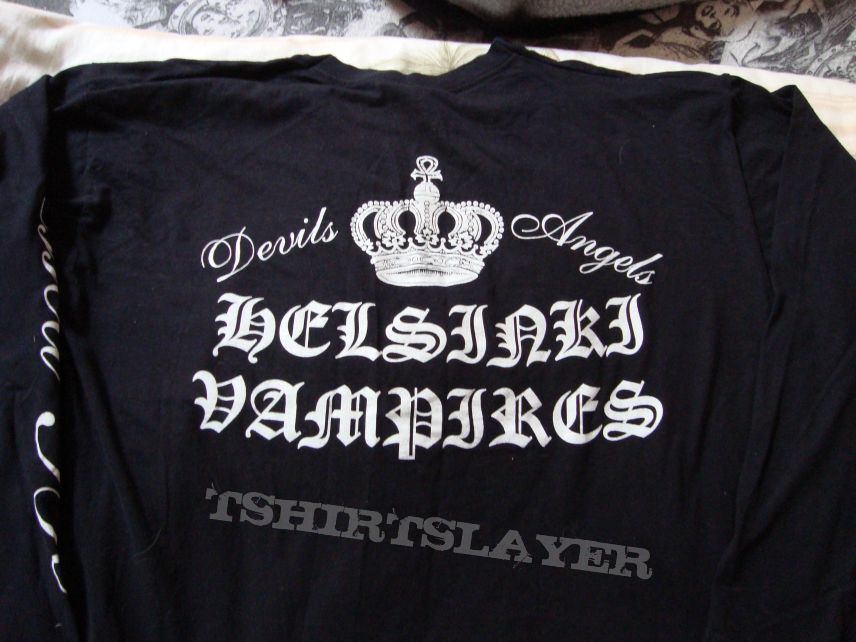 Devils Angels
HELSINKI
VAMPIRES
TSHIRTSLAYER